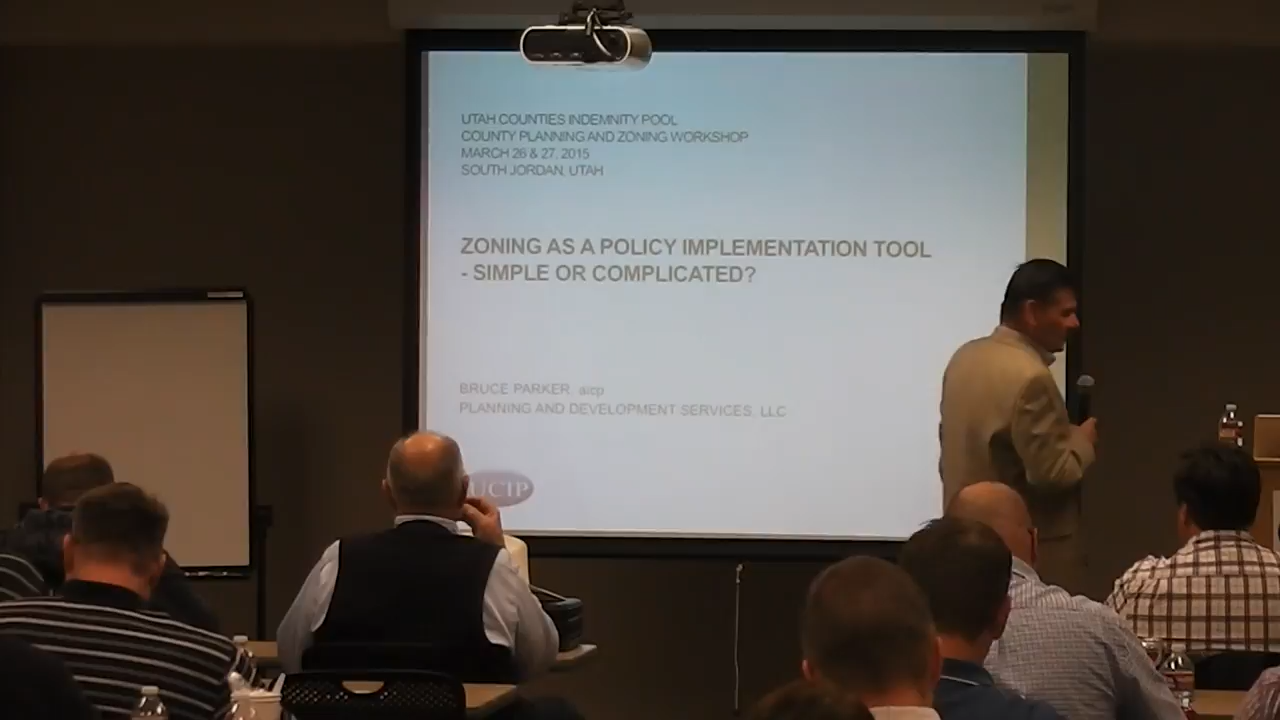 UTAH COUNTIES INDEMNITY POOL
COUNTY PLANNING AND ZONING WORKSHOP
MARCH 26 & 27, 2015
SOUTH JORDAN, UTAH
ZONING AS A POLICY IMPLEMENTATION TOOL
- SIMPLE OR COMPLICATED?
BRUCE PARKER, aicp
PLANNING AND DEVELOPMENT SERVICES, LLC
UCIP